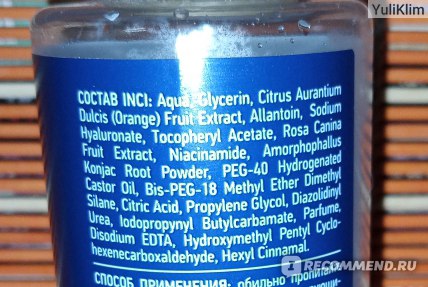 YuliKlim
СОСТАВ INCI: Aqua, Glycerin, Citrus Aurantium
Dulcis (Orange) Fruit Extract, Allantoin, Sodium
Hyaluronate, Tocopheryl Acetate, Rosa Canina
Fruit Extract, Niacinamide, Amorphophallus
Konjac Root Powder, PEG-40 Hydrogenated
Castor Oil, Bis-PEG-18 Methyl Ether Dimethyl
Silane, Citric Acid, Propylene Glycol, Diazolidinyl
Urea, Iodopropynyl Butylcarbamate, Parfume,
Disodium EDTA, Hydroxymethyl Pentyl Cyclo-
hexenecarboxaldehyde, Hexyl Cinnamal.
СПОСОБ ПРИМЕНЕНИЯ: обильно
RECOMMEND.RU